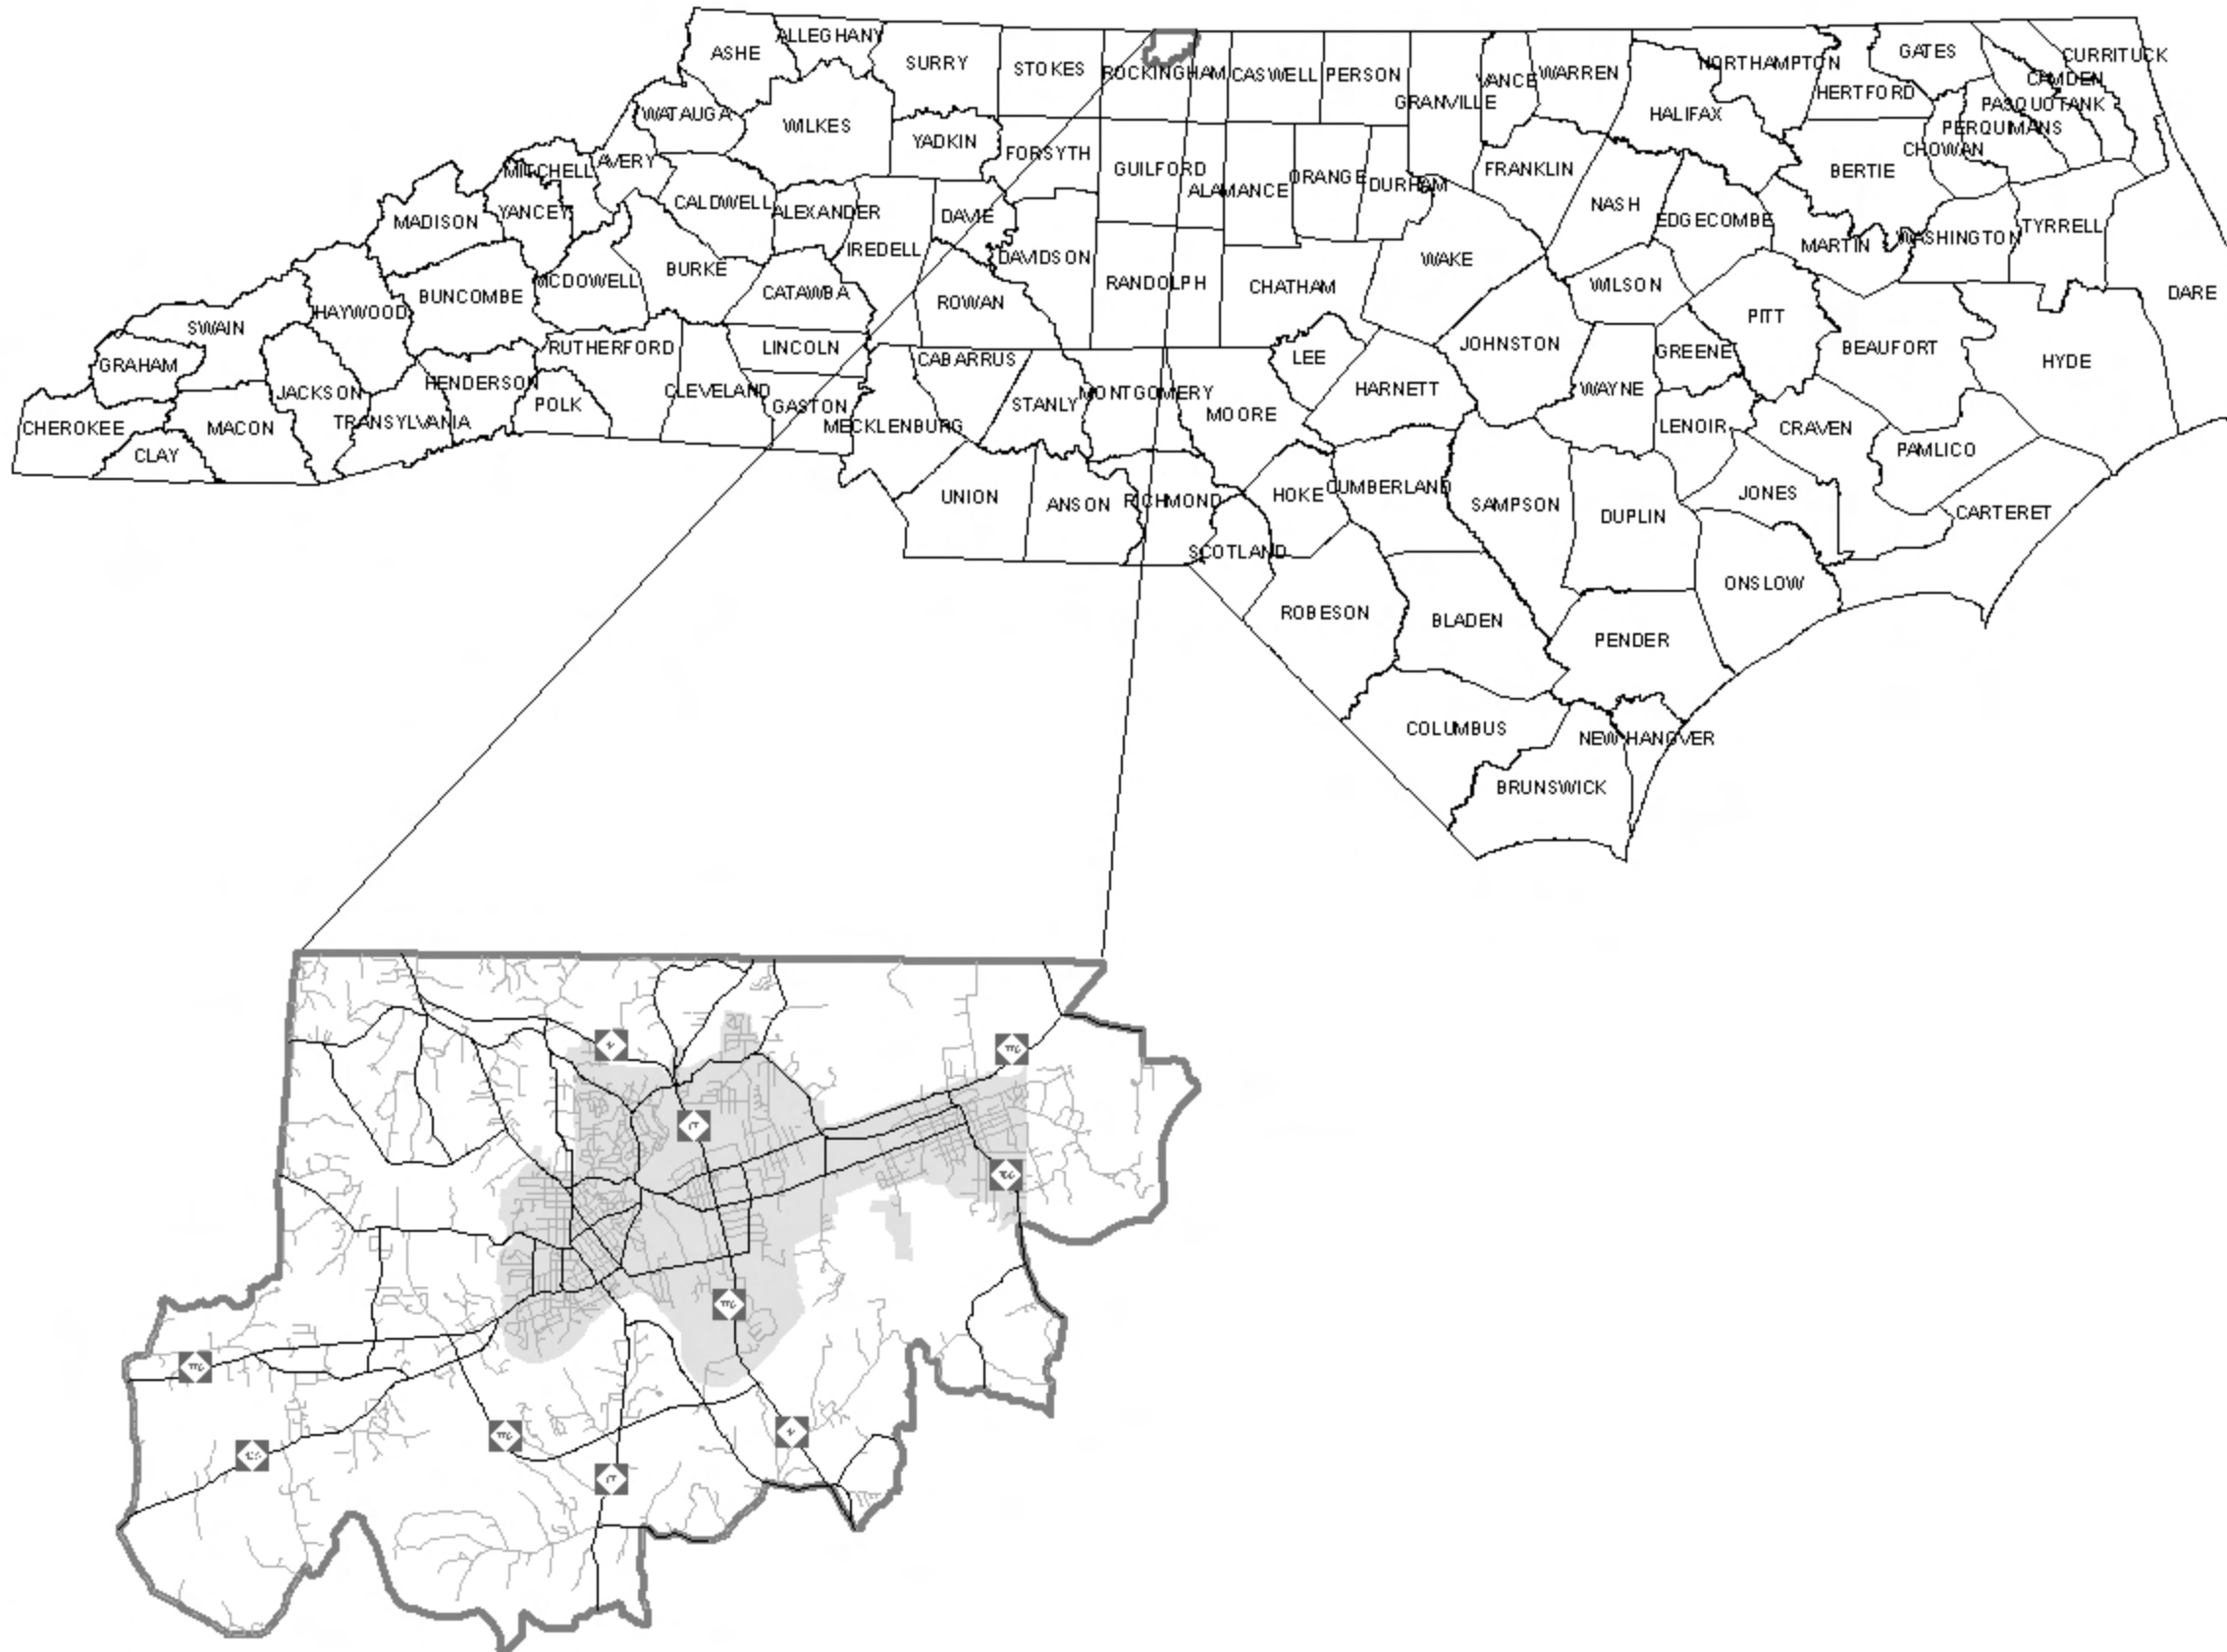 ASHE
ALLEGHANY
SURRY
STOKES
ROCKINGHAM
CASWELL
PERSON
GRANVILLE
VANCE
WARREN
NORTHAMPTON
GATES
CURRITUCK
CAMDEN
HERTFORD
PASQUOTANK
HALIFAX
PERQUIMANS
CHOWAN
WATAUGA
WILKES
YADKIN
FORSYTH
GUILFORD
ALAMANCE
ORANGE
DURHAM
FRANKLIN
BERTIE
MITCHELL
AVERY
CALDWELL
ALEXANDER
DAVIE
NASH
EDGECOMBE
MADISON
YANCEY
IREDELL
DAVIDSON
WAKE
MARTIN
WASHINGTON
TYRRELL
BUNCOMBE
MCDOWELL
BURKE
CATAWBA
ROWAN
RANDOLPH
CHATHAM
WILSON
DARE
SWAIN
HAYWOOD
RUTHERFORD
LINCOLN
CABARRUS
LEE
JOHNSTON
GREENE
PITT
BEAUFORT
HYDE
GRAHAM
JACKSON
HENDERSON
POLK
CLEVELAND
GASTON
STANLY
MONTGOMERY
MOORE
HARNETT
WAYNE
CHEROKEE
MACON
TRANSYLVANIA
MECKLENBURG
LENOIR
CRAVEN
CLAY
PAMLICO
UNION
ANSON
RICHMOND
HOKE
CUMBERLAND
SAMPSON
DUPLIN
JONES
CARTERET
SCOTLAND
ONSLOW
ROBESON
BLADEN
PENDER
COLUMBUS
NEW HANOVER
BRUNSWICK